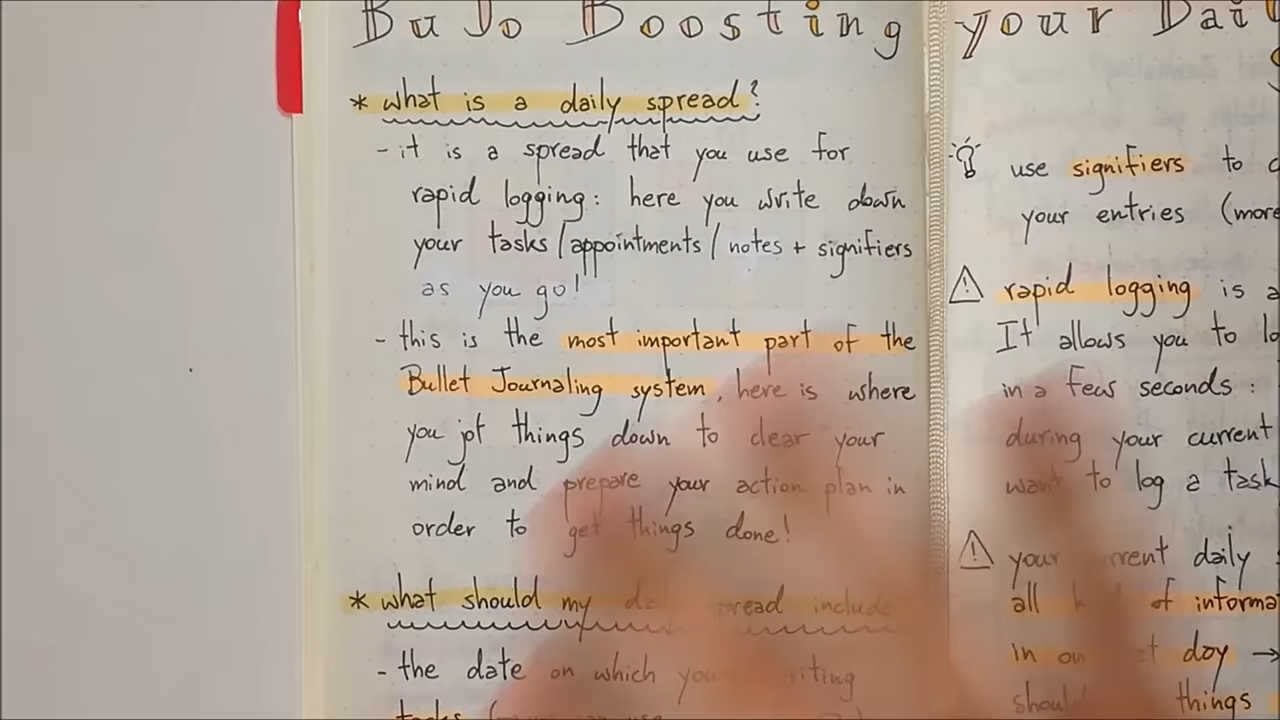 BuJo Boosting your
* what is a daily spread?
- it is a spread that you use for
rapid logging: here you write down
your tasks/appointments/notes + signifiers
as you go!
- this is the most important part of the
Bullet Journaling system, here is where
you jot things down to clear your
mind and prepare your action plan in
order to get things done!
* what should my spread include
- the date on which you writing
tasks
use signifiers to
your entries (more
rapid logging is a
It allows you to
in a few seconds:
during your current
want to log a task
your current daily
all of
in day →
should things